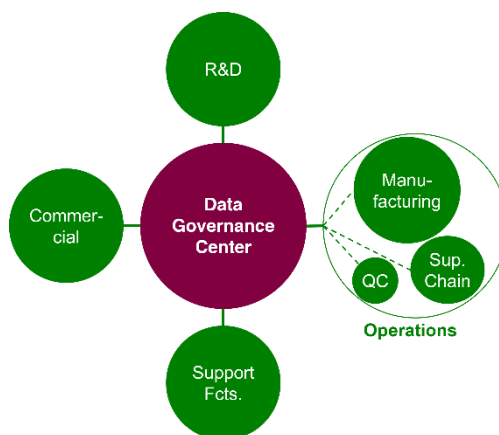 R&D
Commer-
cial
Data
Governance
Center
Manu-
facturing
QC
Sup.
Chain
Operations
Support
Fcts.